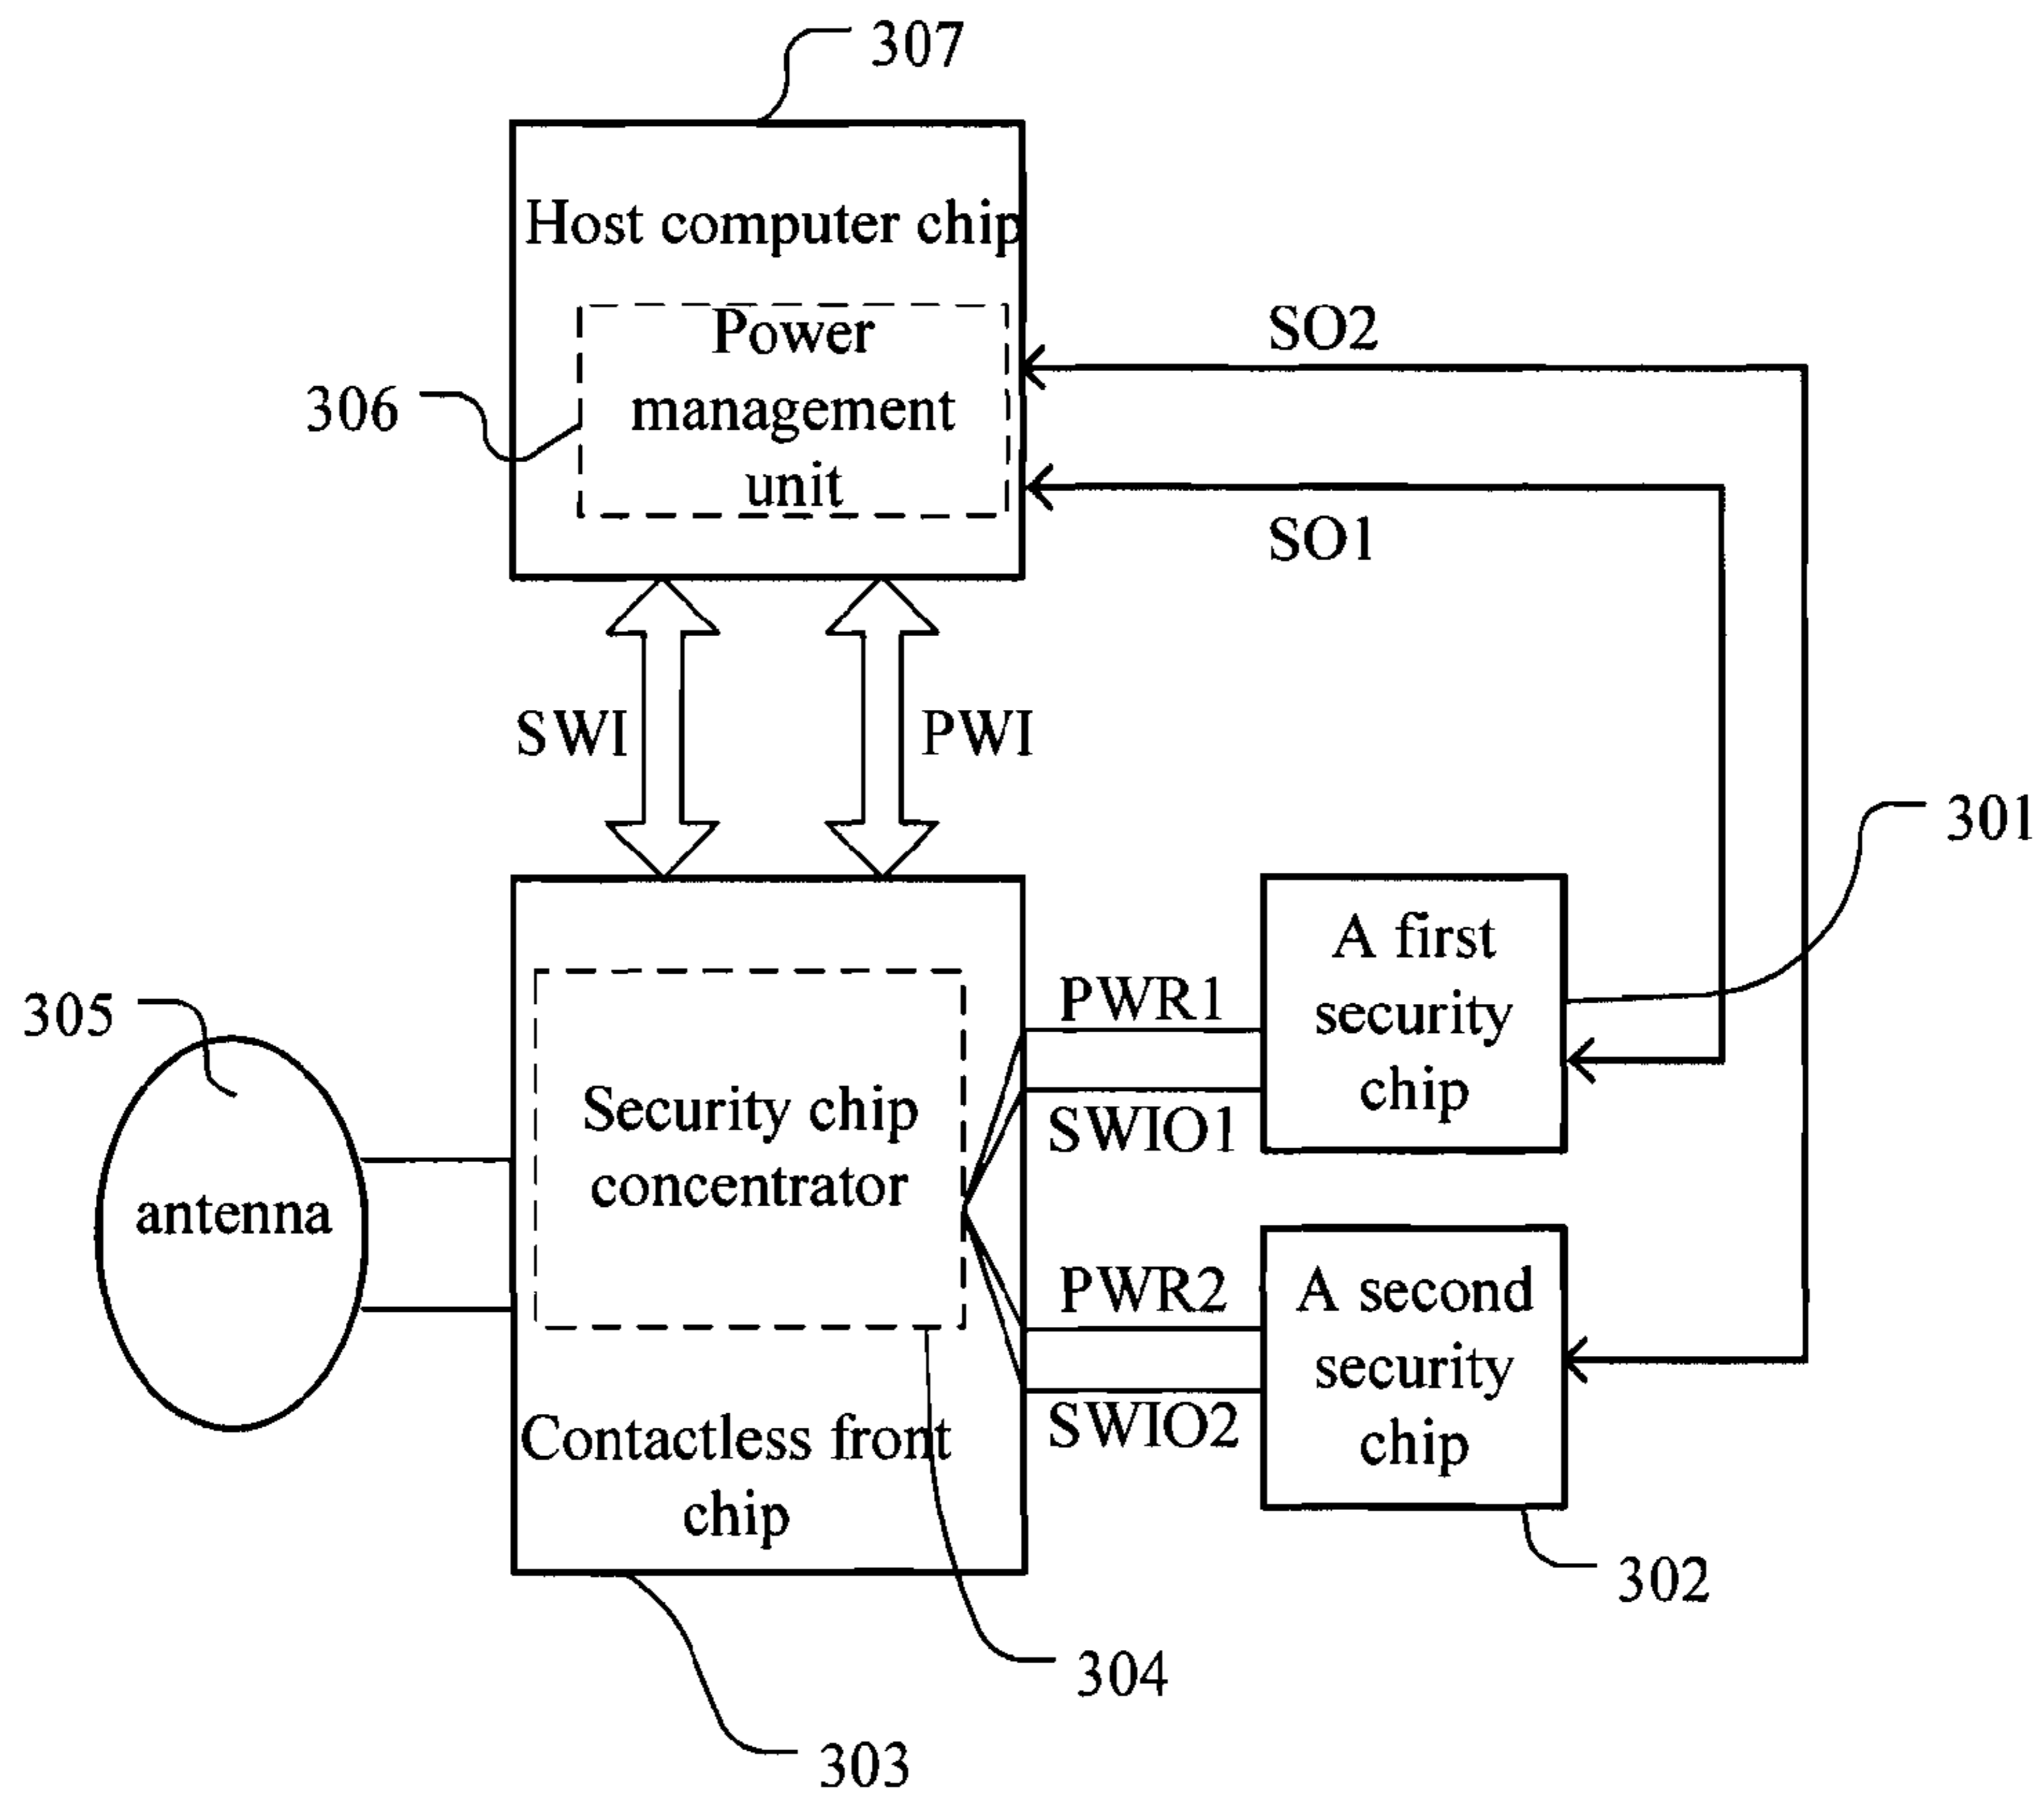 307
Host computer chip
Power
management
unit
306
SO2
SO1
SWI
PWI
301
A first
security
chip
305
antenna
Security chip
concentrator
PWR1
SWIO1
PWR2
SWIO2
A second
security
chip
Contactless front
chip
302
304
303